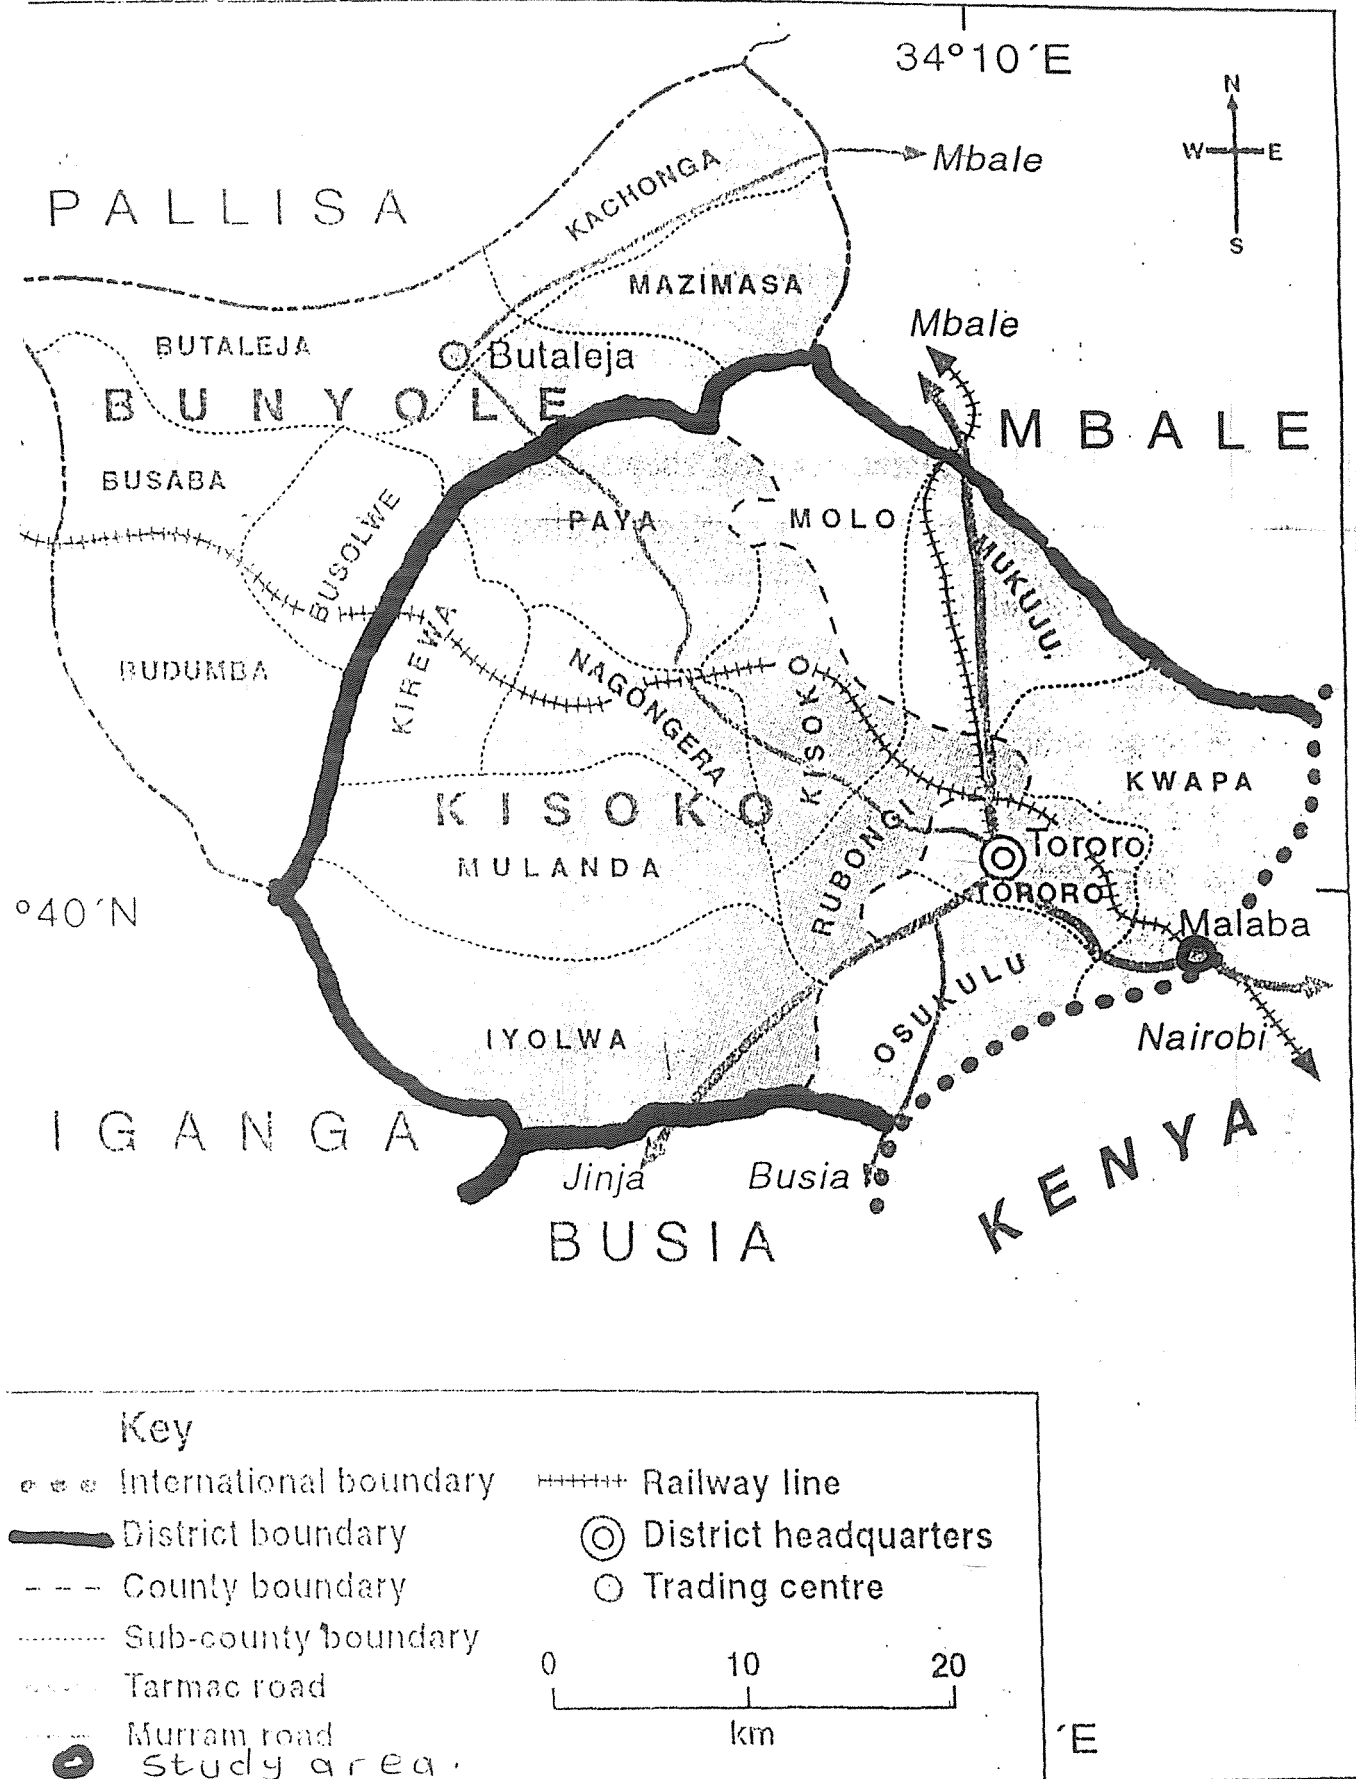 34°10´E
N
W E
S
Mbale
KACHONGA
PALLISA
MAZIMASA
Mbale
BUTALEJA
Butaleja
BUNYOLE
MBALE
BUSABA
BUSOLWE
PAYA
MOLO
MUKUJU
BUDUMBA
KIREWA
NAGONGERA
KISOKO
KWAPA
KISOKO
RUBONGI
Tororo
MULANDA
TORORO
°40´N
Malaba
OSUKULU
IYOLWA
Nairobi
IGANGA
KENYA
Jinja
Busia
BUSIA
Key
International boundary
Railway line
District boundary
District headquarters
County boundary
Trading centre
Sub-county boundary
Tarmac road
0 10 20
Murram road
km
´E
Study area.